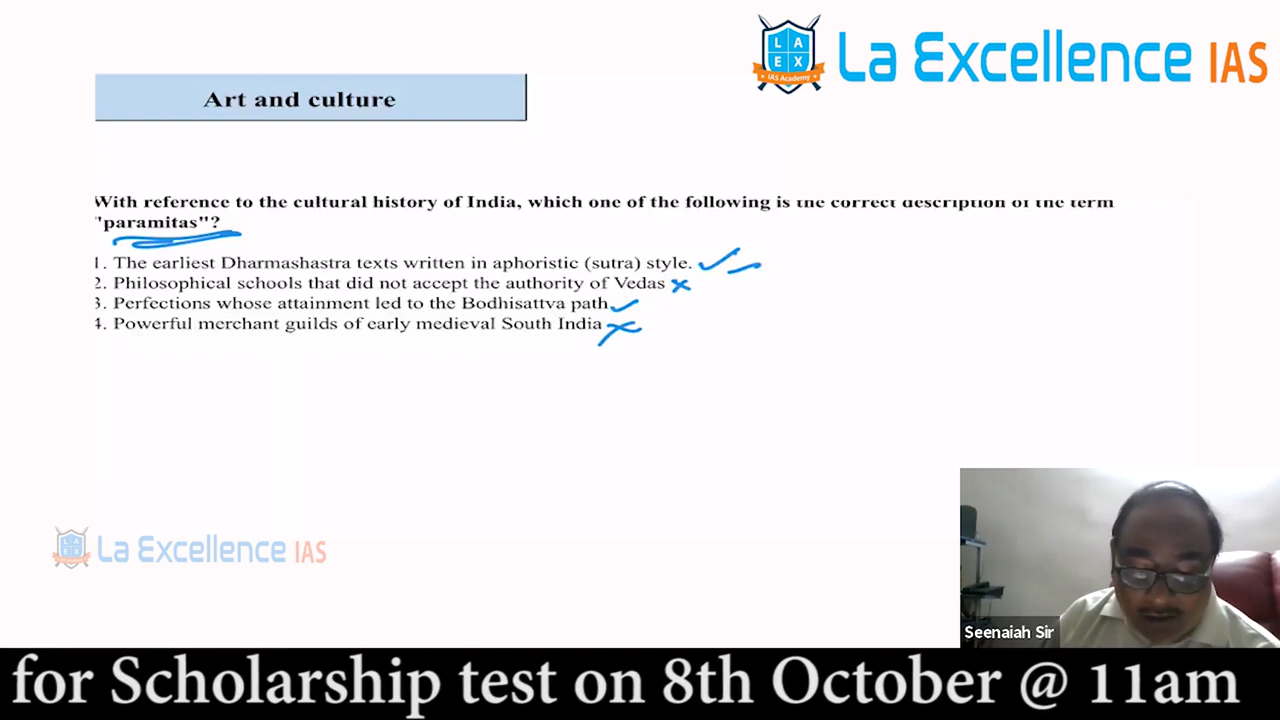 LA
EX
IAS Academy
La Excellence IAS
Art and culture
With reference to the cultural history of India, which one of the following is the correct description of the term
"paramitas"?
1. The earliest Dharmashastra texts written in aphoristic (sutra) style.
2. Philosophical schools that did not accept the authority of Vedas
3. Perfections whose attainment led to the Bodhisattva path
4. Powerful merchant guilds of early medieval South India
La Excellence IAS
Seenaiah Sir
for Scholarship test on 8th October @ 11am